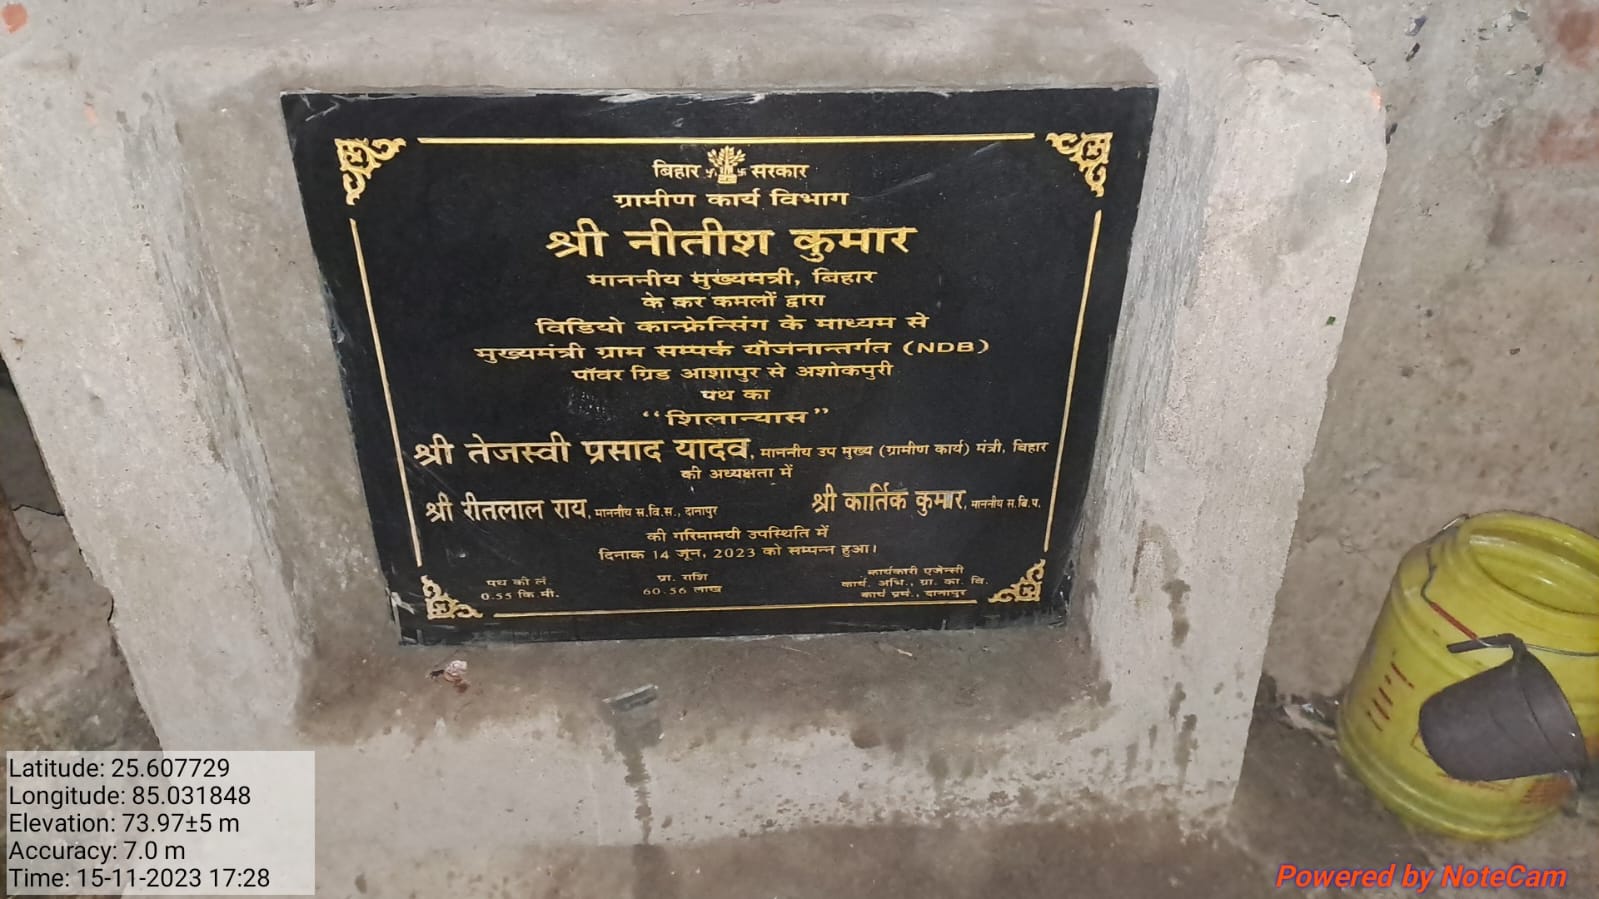 बिहार सरकार
ग्रामीण कार्य विभाग
श्री नीतीश कुमार
माननीय मुख्यमत्री, बिहार
के कर कमलों द्वारा
विडियो कान्फ्रेन्सिंग के माध्यम से
मुख्यमंत्री ग्राम सम्पर्क योजनान्तर्गत (NDB)
पॉवर ग्रिड आशापुर से अशोकपुरी
पथ का
“शिलान्यास”
श्री तेजस्वी प्रसाद यादव, माननीय उप मुख्य (ग्रामीण कार्य) मंत्री, बिहार
की अध्यक्षता में
श्री रीतलाल राय, माननीय स.वि.स., दानापुर श्री कार्तिक कुमार, माननीय स.बि.प.
की गरिमामयी उपस्थिति में
दिनाक 14 जून, 2023 को सम्पन्न हुआ।
पथ की लं. प्रा. राशि कार्यकारी एजेन्सी
0.55 कि.मी. 60.56 लाख कार्य. अभि., ग्रा. का. वि.
कार्य प्रमं., दानापुर
Latitude: 25.607729
Longitude: 85.031848
Elevation: 73.97±5 m
Accuracy: 7.0 m
Time: 15-11-2023 17:28
Powered by NoteCam